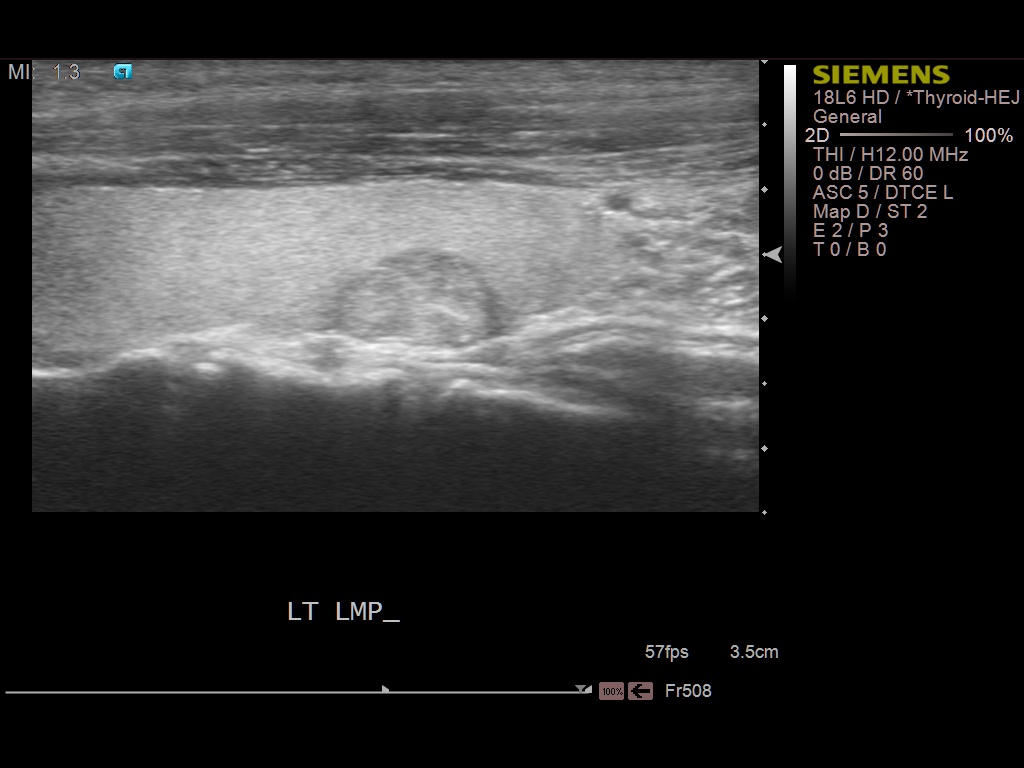 MI: 1.3
SIEMENS
18L6 HD / *Thyroid-HEJ
General
2D 100%
THI / H12.00 MHz
0 dB / DR 60
ASC 5 / DTCE L
Map D / ST 2
E 2 / P 3
T 0 / B 0
LT LMP_
57fps 3.5cm
100% Fr508